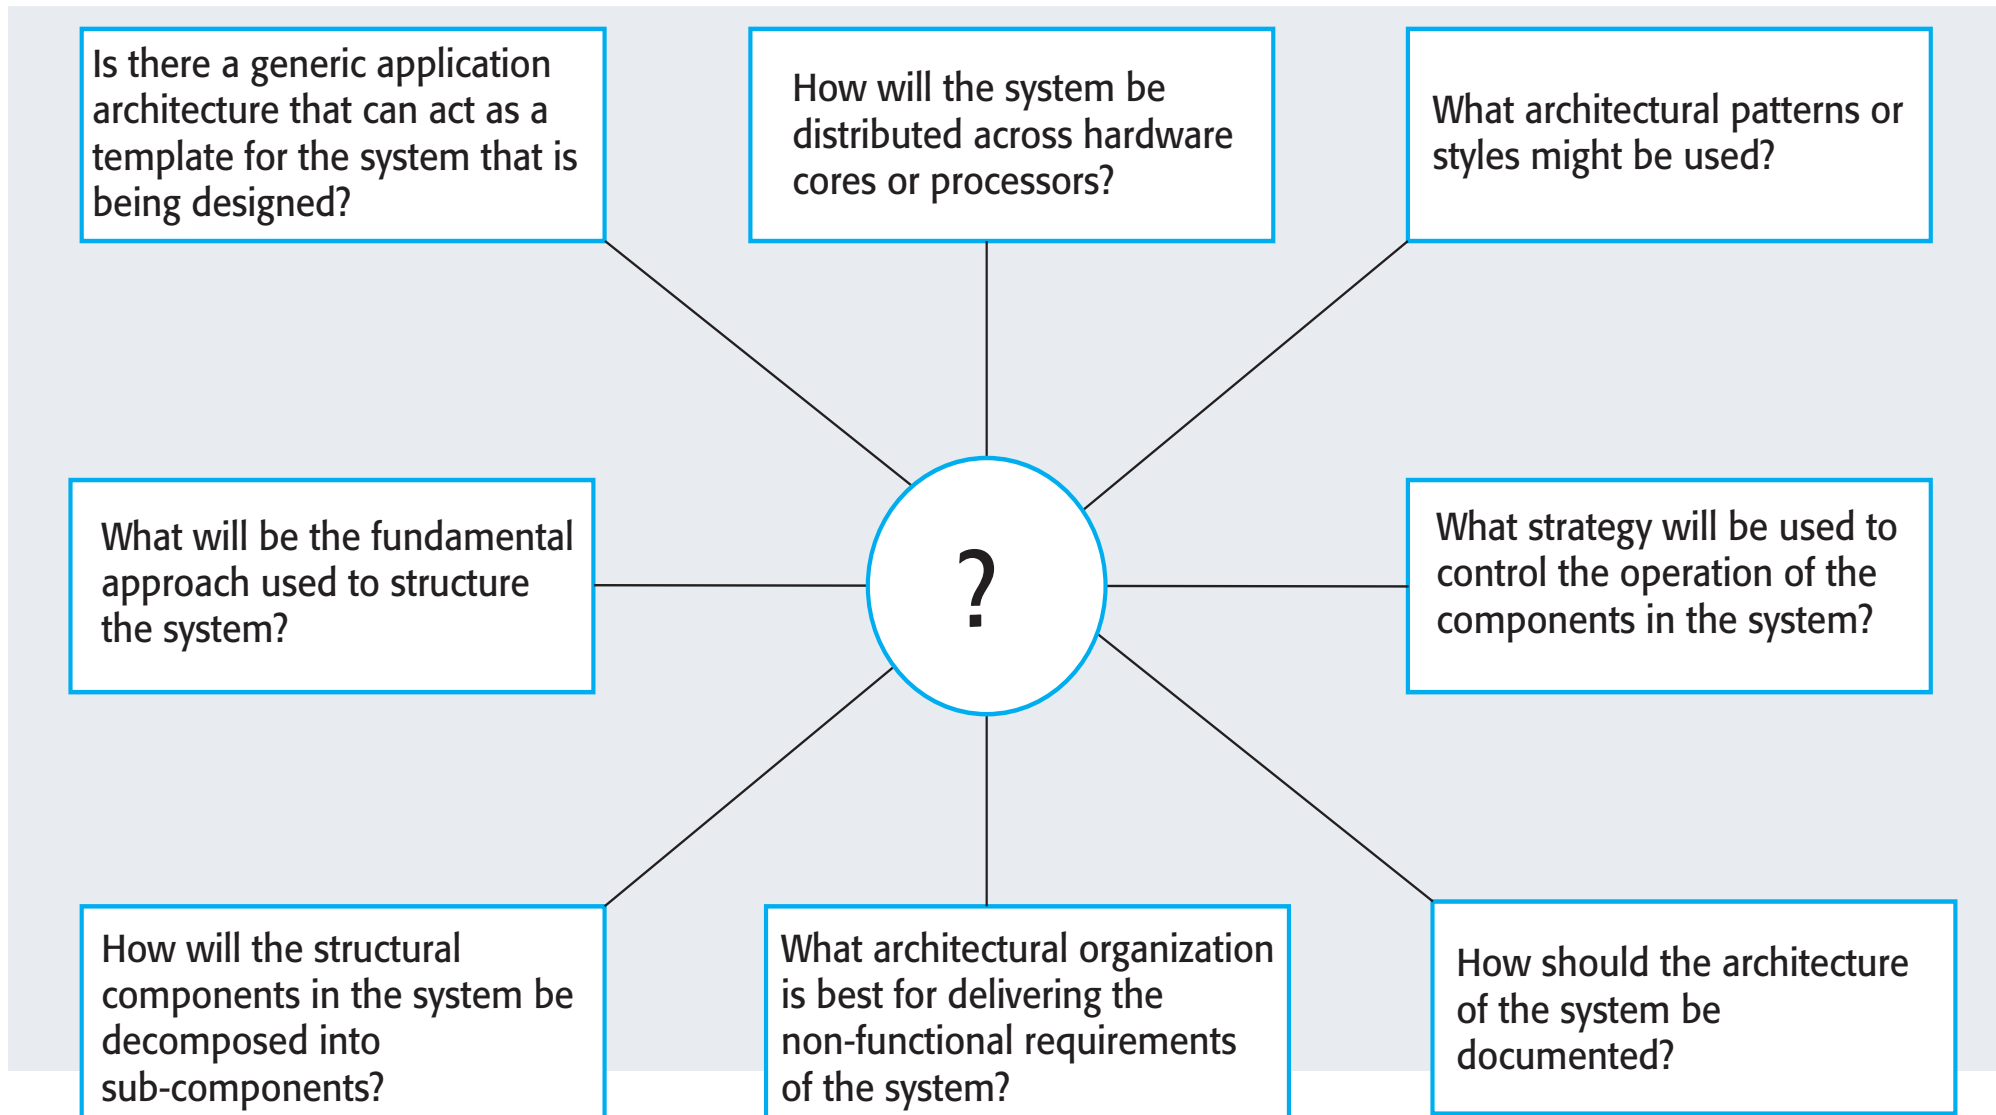 Is there a generic application
architecture that can act as a
template for the system that is
being designed?
How will the system be
distributed across hardware
cores or processors?
What architectural patterns or
styles might be used?
What will be the fundamental
approach used to structure
the system?
?
What strategy will be used to
control the operation of the
components in the system?
How will the structural
components in the system be
decomposed into
sub-components?
What architectural organization
is best for delivering the
non-functional requirements
of the system?
How should the architecture
of the system be
documented?